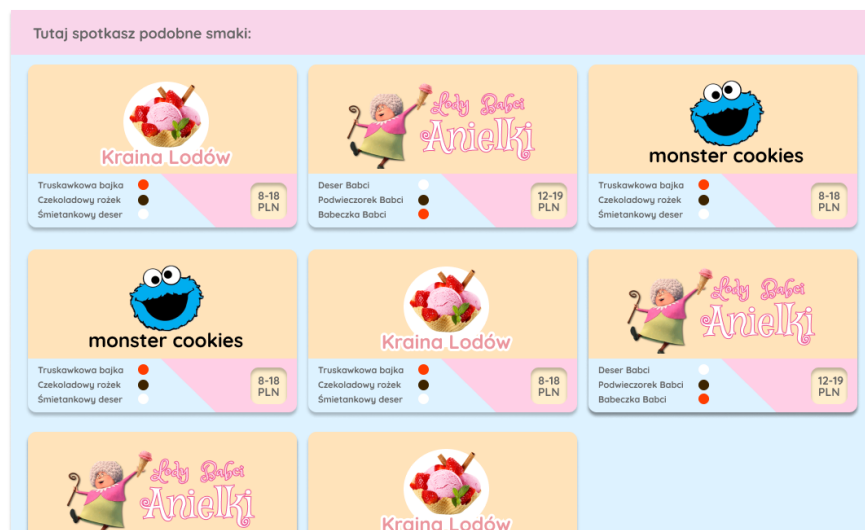 Tutaj spotkasz podobne smaki:
Kraina Lodów
Truskawkowa bajka
Czekoladowy rożek
Śmietankowy deser
8-18
PLN
Lody Babci
Anielki
Deser Babci
Podwieczorek Babci
Babeczka Babci
12-19
PLN
monster cookies
Truskawkowa bajka
Czekoladowy rożek
Śmietankowy deser
8-18
PLN
monster cookies
Truskawkowa bajka
Czekoladowy rożek
Śmietankowy deser
8-18
PLN
Kraina Lodów
Truskawkowa bajka
Czekoladowy rożek
Śmietankowy deser
8-18
PLN
Lody Babci
Anielki
Deser Babci
Podwieczorek Babci
Babeczka Babci
12-19
PLN
Lody Babci
Anielki
Kraina Lodów